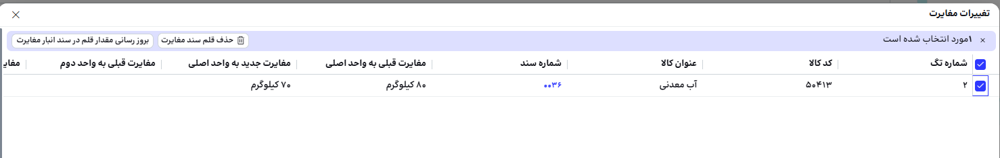 تغییرات مغایرت
۱مورد انتخاب شده است
حذف قلم سند مغایرت
بروز رسانی مقدار قلم در سند انبار مغایرت
شماره تگ کد کالا عنوان کالا شماره سند مغایرت قبلی به واحد اصلی مغایرت جدید به واحد اصلی مغایرت قبلی به واحد دوم
۲ ۵۰۴۱۳ آب معدنی ۰۰۳۶ ۸۰ کیلوگرم ۷۰ کیلوگرم